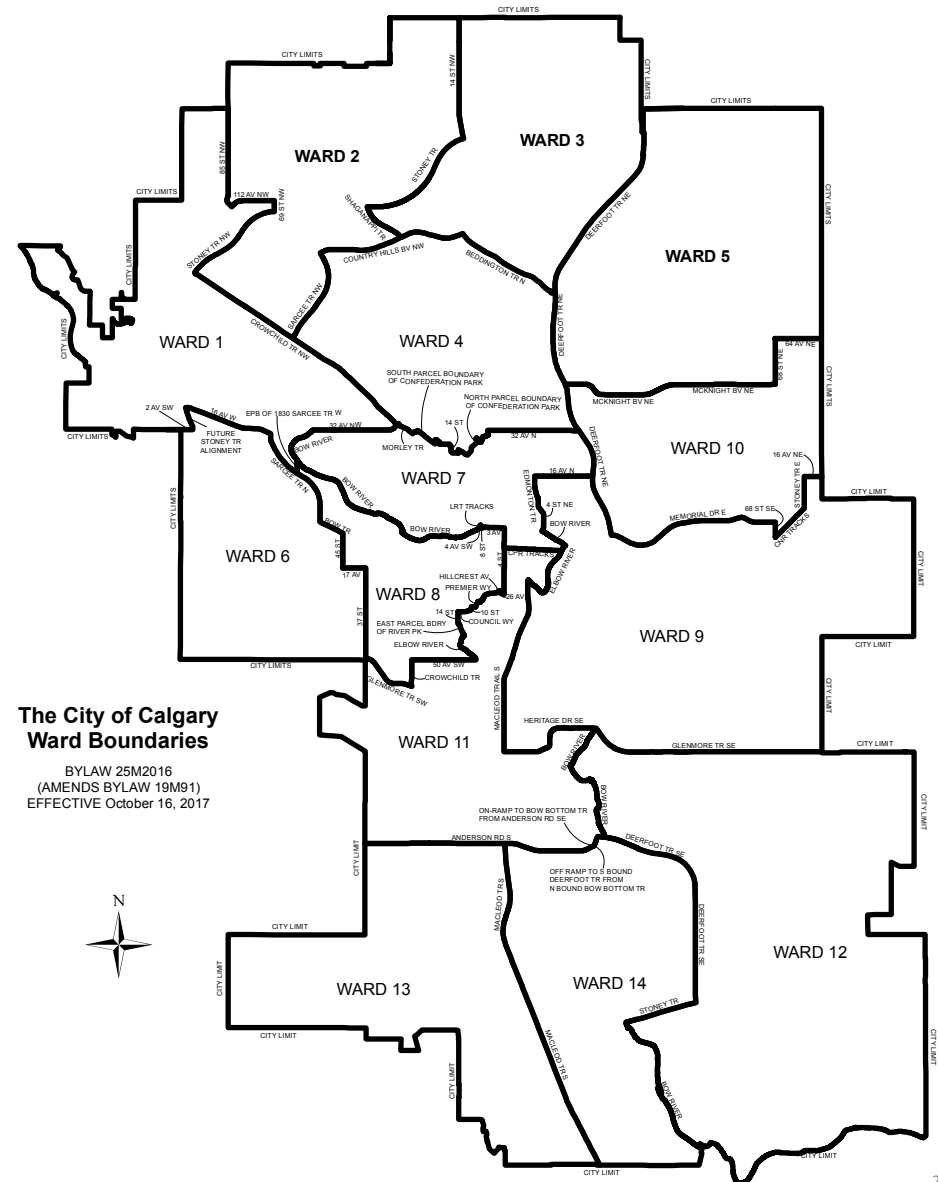 CITY LIMITS
CITY LIMITS
14 ST NW
CITY LIMITS
CITY LIMITS
WARD 3
WARD 2
STONEY TR
85 ST NW
112 AV NW
69 ST NW
CITY LIMITS
CITY LIMITS
SHAGANAPPI TR
DEERFOOT TR NE
CITY LIMITS
STONEY TR NW
COUNTRY HILLS BV NW
BEDDINGTON TR N
WARD 5
CITY LIMITS
SARCEE TR NW
CROWCHILD TR NW
DEERFOOT TR NE
WARD 1
WARD 4
64 AV NE
68 ST NE
SOUTH PARCEL BOUNDARY
OF CONFEDERATION PARK
MCKNIGHT BV NE
MCKNIGHT BV NE
CITY LIMITS
NORTH PARCEL BOUNDARY
OF CONFEDERATION PARK
2 AV SW
16 AV W
EPB OF 1830 SARCEE TR W
32 AV NW
14 ST
32 AV N
CITY LIMITS
FUTURE
STONEY TR
ALIGNMENT
BOW RIVER
MORLEY TR
DEERFOOT TR NE
WARD 10
16 AV NE
SARCEE TR N
WARD 7
16 AV N
STONEY TR E
CITY LIMIT
CITY LIMITS
BOW RIVER
EDMONTON TR
4 ST NE
LRT TRACKS
MEMORIAL DR E
68 ST SE
CNR TRACKS
BOW TR
BOW RIVER
3 AV
BOW RIVER
4 AV SW
8 ST
4 ST
CPR TRACKS
ELBOW RIVER
45 ST
WARD 6
17 AV
CITY LIMIT
HILLCREST AV
PREMIER WY
WARD 8
26 AV
37 ST
14 ST
10 ST
COUNCIL WY
EAST PARCEL BDRY
OF RIVER PK
WARD 9
ELBOW RIVER
50 AV SW
CITY LIMITS
CITY LIMIT
CROWCHILD TR
GLENMORE TR SW
MACLEOD TRAIL S
CITY LIMIT
The City of Calgary
Ward Boundaries
BYLAW 25M2016
(AMENDS BYLAW 19M91)
EFFECTIVE October 16, 2017
HERITAGE DR SE
WARD 11
GLENMORE TR SE
CITY LIMIT
BOW RIVER
BOW RIVER
CITY LIMIT
ON-RAMP TO BOW BOTTOM TR
FROM ANDERSON RD SE
CITY LIMIT
ANDERSON RD S
DEERFOOT TR SE
OFF RAMP TO S BOUND
DEERFOOT TR FROM
N BOUND BOW BOTTOM TR
MACLEOD TR S
N
CITY LIMIT
DEERFOOT TR SE
WARD 12
CITY LIMIT
WARD 13
WARD 14
STONEY TR
CITY LIMIT
MACLEOD TR S
CITY LIMIT
CITY LIMIT
BOW RIVER
CITY LIMIT
CITY LIMIT